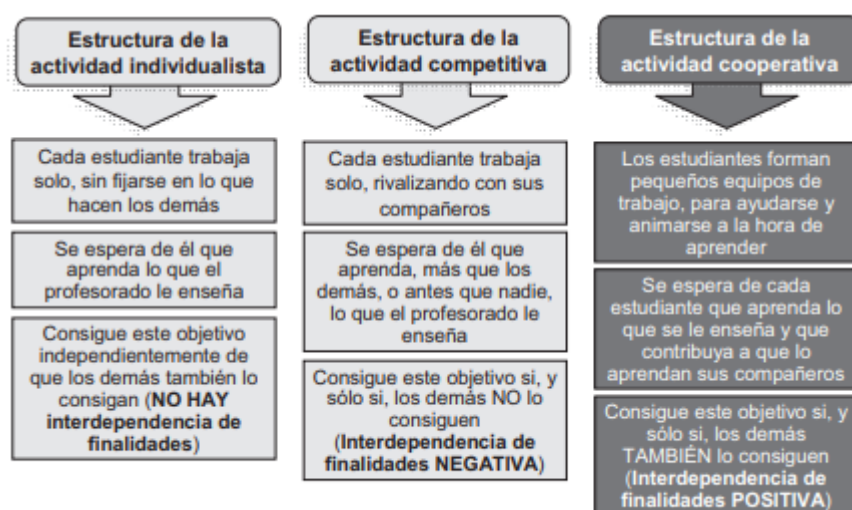 Estructura de la
actividad individualista
Cada estudiante trabaja
solo, sin fijarse en lo que
hacen los demás
Se espera de él que
aprenda lo que el
profesorado le enseña
Consigue este objetivo
independientemente de
que los demás también lo
consigan (NO HAY
interdependencia de
finalidades)
Estructura de la
actividad competitiva
Cada estudiante trabaja
solo, rivalizando con sus
compañeros
Se espera de él que
aprenda, más que los
demás, o antes que nadie,
lo que el profesorado le
enseña
Consigue este objetivo si, y
sólo si, los demás NO lo
consiguen
(Interdependencia de
finalidades NEGATIVA)
Estructura de la
actividad cooperativa
Los estudiantes forman
pequeños equipos de
trabajo, para ayudarse y
animarse a la hora de
aprender
Se espera de cada
estudiante que aprenda lo
que se le enseña y que
contribuya a que lo
aprendan sus compañeros
Consigue este objetivo si, y
sólo si, los demás
TAMBIÉN lo consiguen
(Interdependencia de
finalidades POSITIVA)